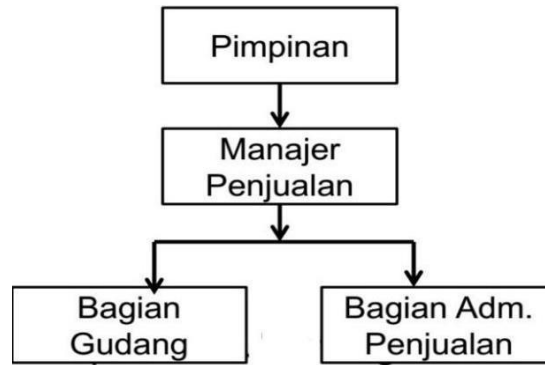 Pimpinan
Manajer
Penjualan
Bagian
Gudang
Bagian Adm.
Penjualan